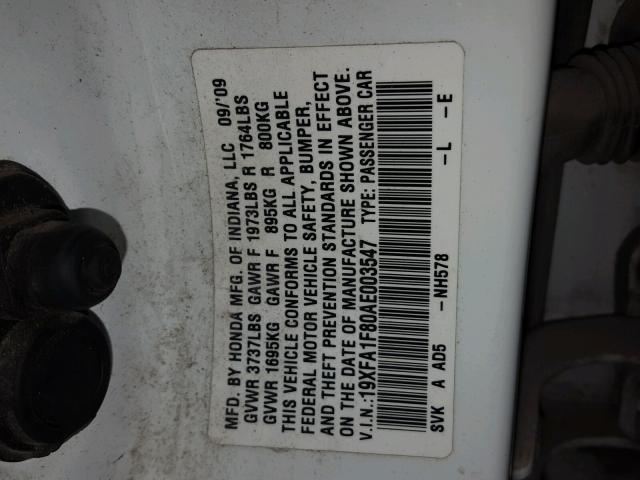 MFD. BY HONDA MFG. OF INDIANA, LLC 09/'09
GVWR 3737LBS GAWR F 1973LBS R 1764LBS
GVWR 1695KG GAWR F 895KG R 800KG
THIS VEHICLE CONFORMS TO ALL APPLICABLE
FEDERAL MOTOR VEHICLE SAFETY, BUMPER,
AND THEFT PREVENTION STANDARDS IN EFFECT
ON THE DATE OF MANUFACTURE SHOWN ABOVE.
V.I.N.:19XFA1F80AE003547 TYPE: PASSENGER CAR
SVK A AD5 -NH578 -L -E